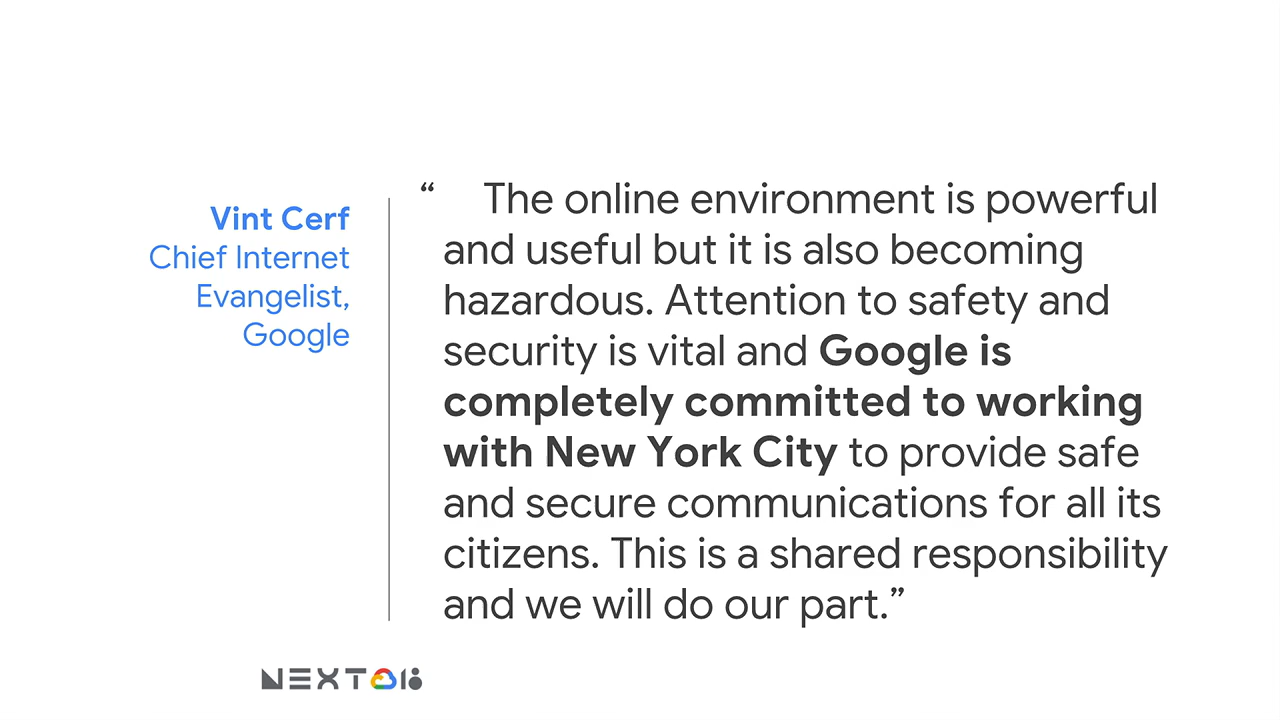 Vint Cerf
Chief Internet
Evangelist,
Google
“ The online environment is powerful
and useful but it is also becoming
hazardous. Attention to safety and
security is vital and Google is
completely committed to working
with New York City to provide safe
and secure communications for all its
citizens. This is a shared responsibility
and we will do our part.”
NEXT 18